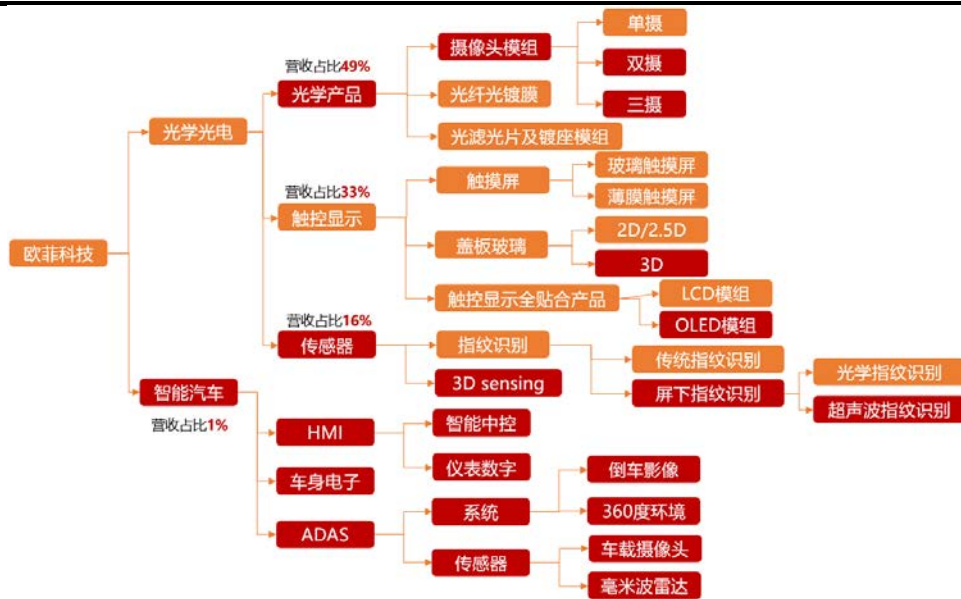 欧菲科技
光学光电
营收占比49%
光学产品
摄像头模组
单摄
双摄
三摄
光纤光镀膜
光滤光片及镀座模组
营收占比33%
触控显示
触摸屏
玻璃触摸屏
薄膜触摸屏
盖板玻璃
2D/2.5D
3D
触控显示全贴合产品
LCD模组
OLED模组
营收占比16%
传感器
指纹识别
传统指纹识别
屏下指纹识别
光学指纹识别
超声波指纹识别
3D sensing
智能汽车
营收占比1%
HMI
智能中控
仪表数字
车身电子
ADAS
系统
倒车影像
360度环境
传感器
车载摄像头
毫米波雷达